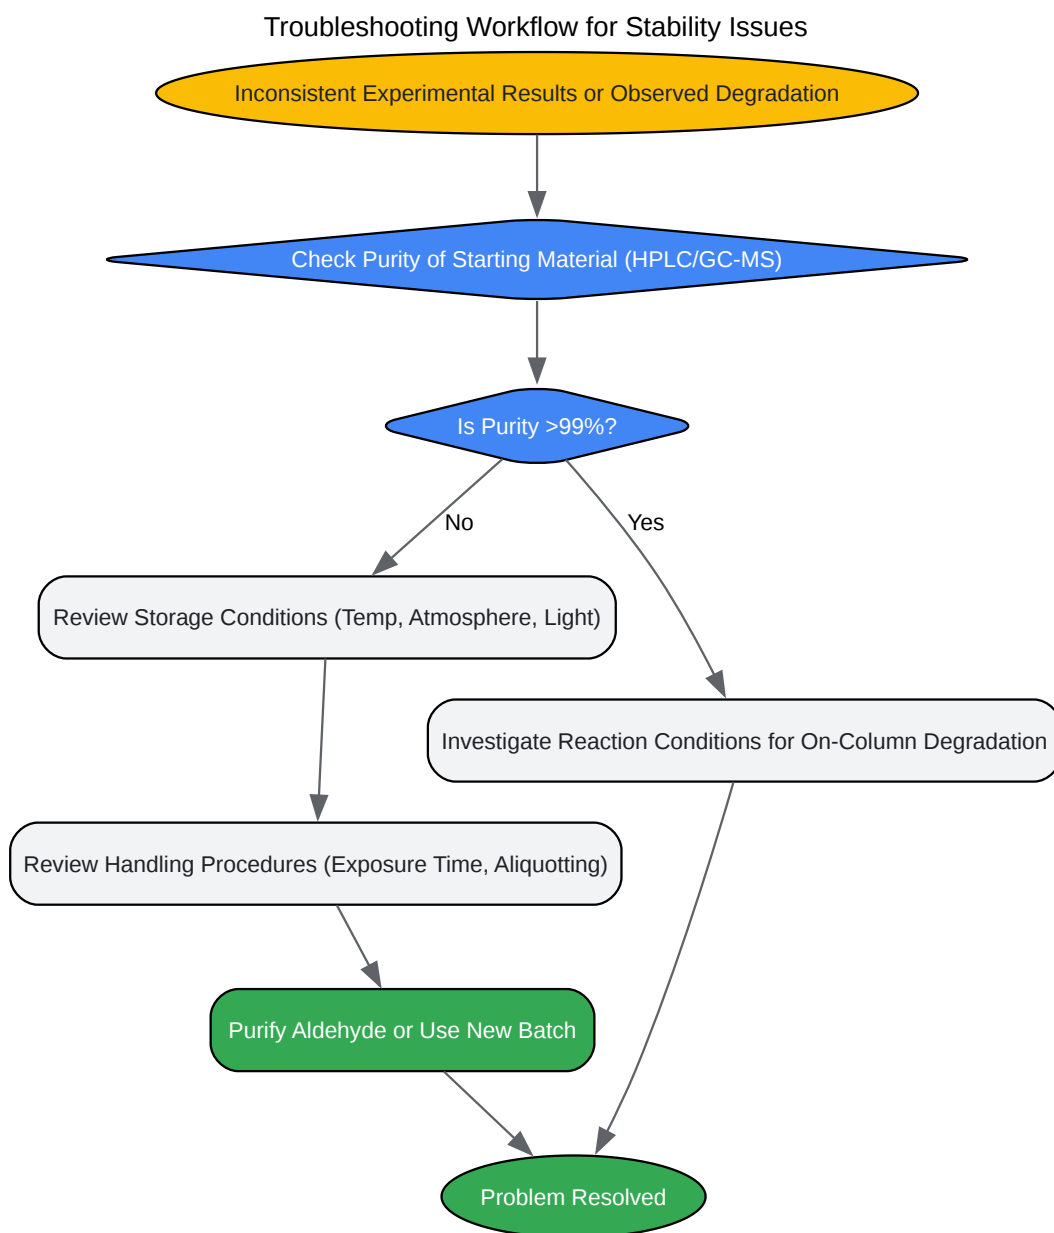 Troubleshooting Workflow for Stability Issues
Inconsistent Experimental Results or Observed Degradation
Check Purity of Starting Material (HPLC/GC-MS)
Is Purity >99%?
No
Yes
Review Storage Conditions (Temp, Atmosphere, Light)
Investigate Reaction Conditions for On-Column Degradation
Review Handling Procedures (Exposure Time, Aliquotting)
Purify Aldehyde or Use New Batch
Problem Resolved